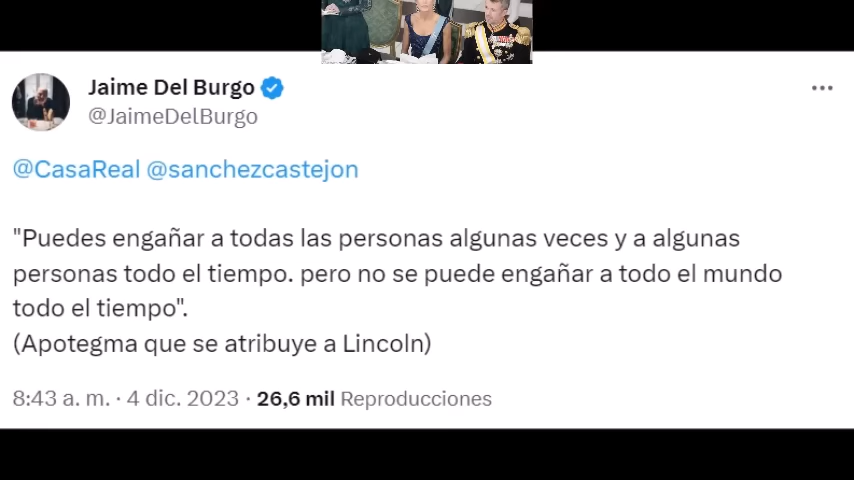 Jaime Del Burgo
@JaimeDelBurgo
@CasaReal @sanchezcastejon
"Puedes engañar a todas las personas algunas veces y a algunas
personas todo el tiempo. pero no se puede engañar a todo el mundo
todo el tiempo".
(Apotegma que se atribuye a Lincoln)
8:43 a. m. · 4 dic. 2023 · 26,6 mil Reproducciones